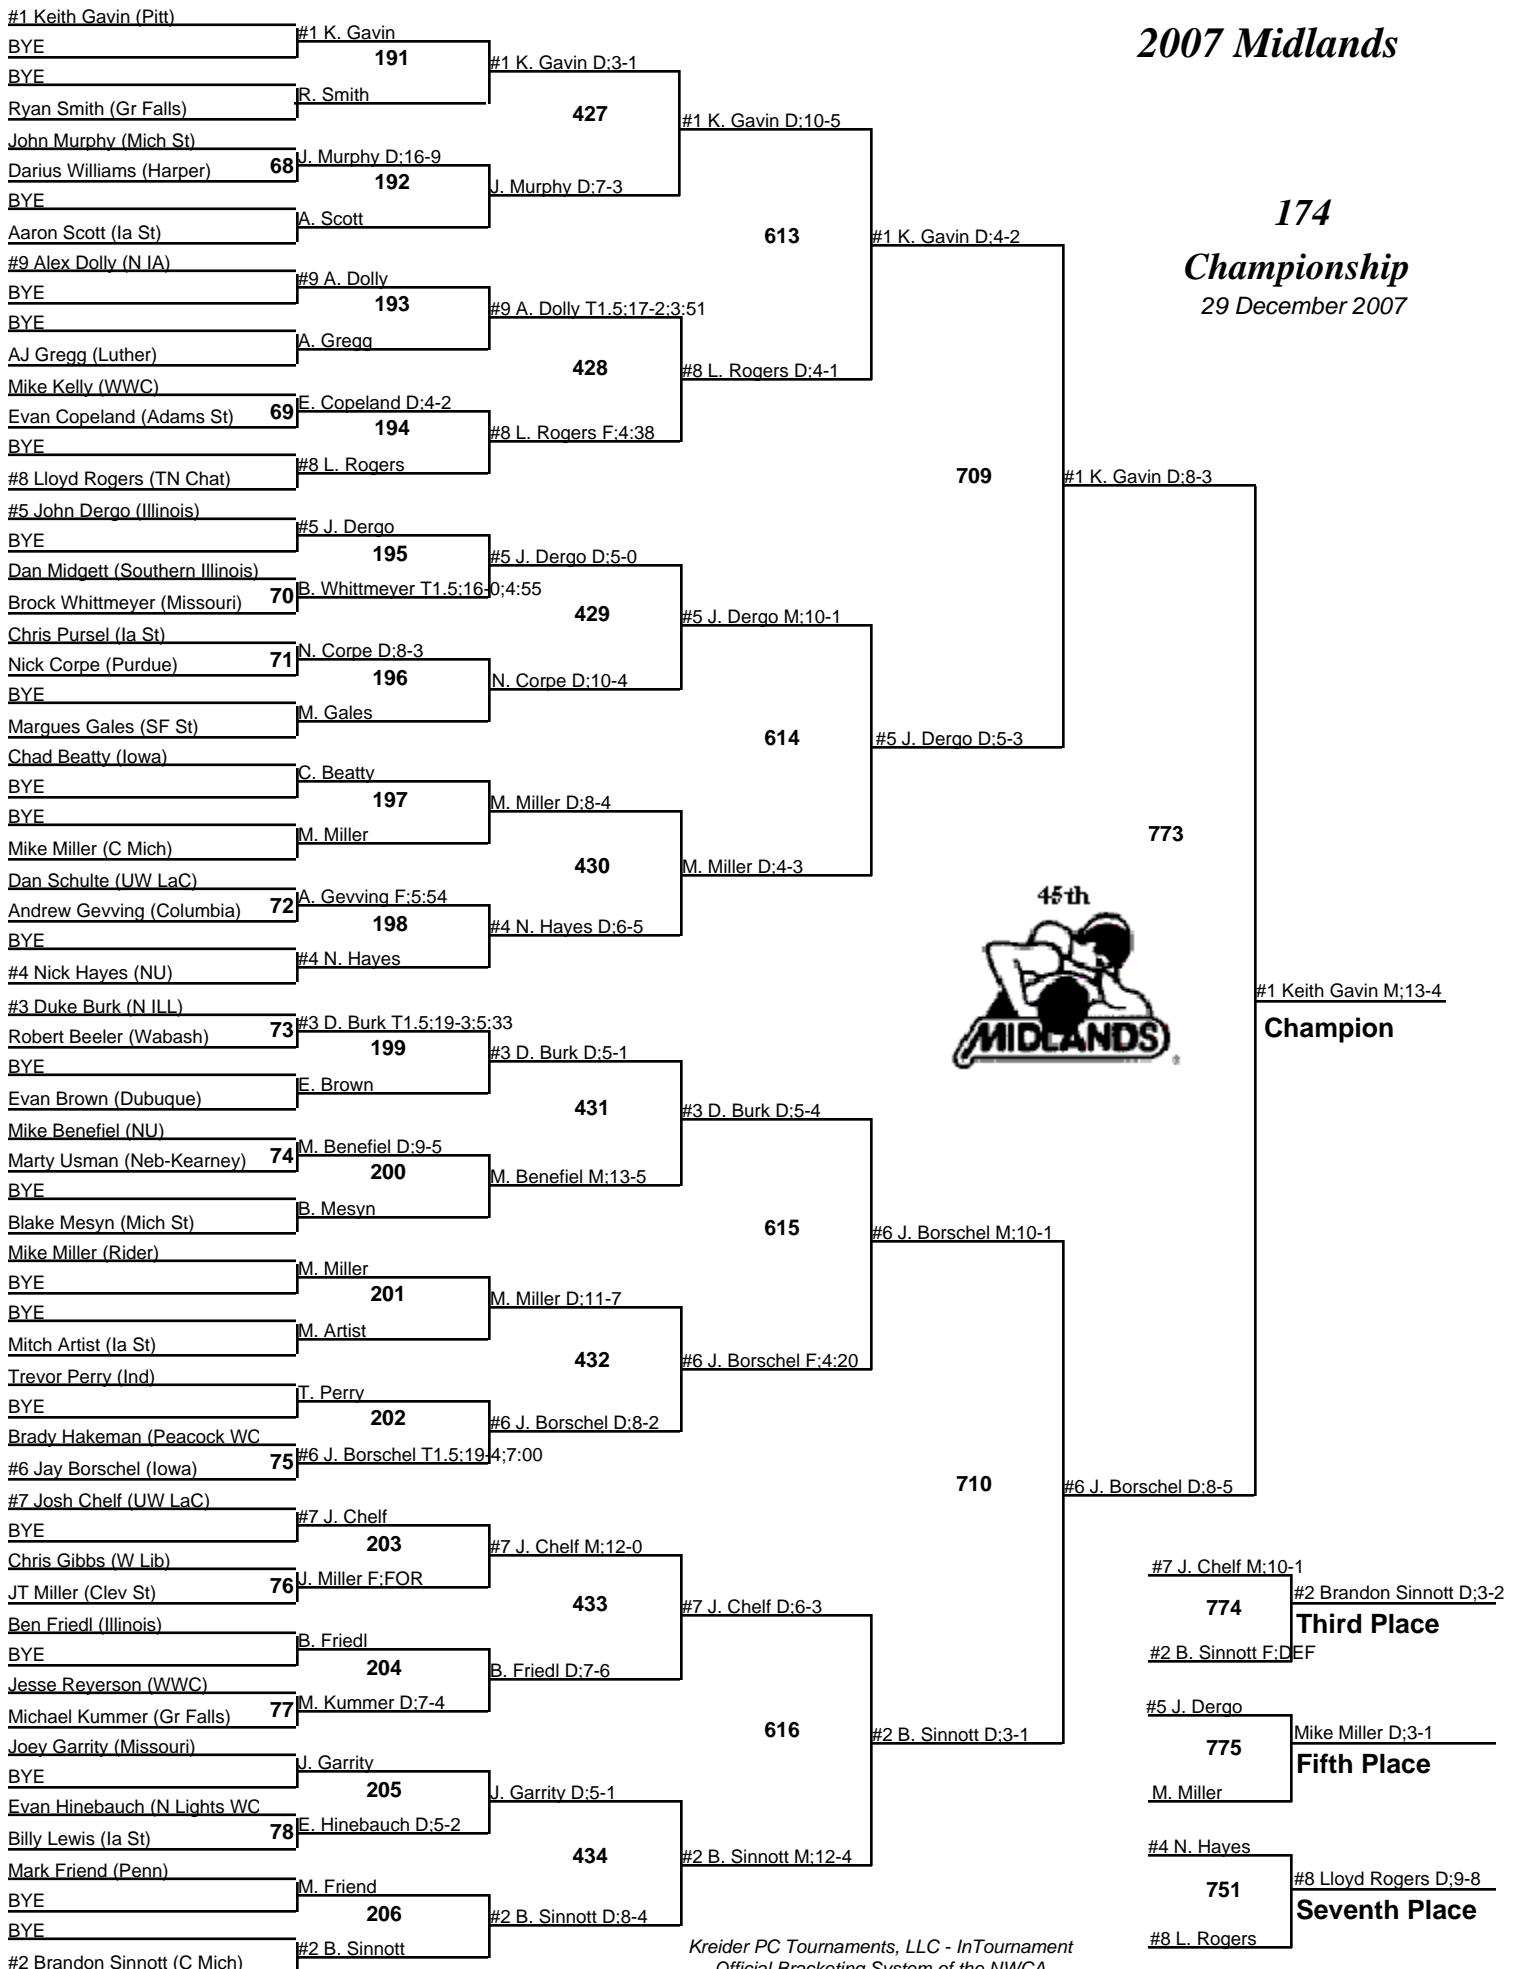 2007 Midlands
174
Championship
29 December 2007
#1 Keith Gavin (Pitt)
BYE
BYE
Ryan Smith (Gr Falls)
John Murphy (Mich St)
Darius Williams (Harper)
BYE
Aaron Scott (Ia St)
#9 Alex Dolly (N IA)
BYE
BYE
AJ Gregg (Luther)
Mike Kelly (WWC)
Evan Copeland (Adams St)
BYE
#8 Lloyd Rogers (TN Chat)
#5 John Dergo (Illinois)
BYE
Dan Midgett (Southern Illinois)
Brock Whittmeyer (Missouri)
Chris Pursel (Ia St)
Nick Corpe (Purdue)
BYE
Margues Gales (SF St)
Chad Beatty (Iowa)
BYE
BYE
Mike Miller (C Mich)
Dan Schulte (UW LaC)
Andrew Gevving (Columbia)
BYE
#4 Nick Hayes (NU)
#3 Duke Burk (N ILL)
Robert Beeler (Wabash)
BYE
Evan Brown (Dubuque)
Mike Benefiel (NU)
Marty Usman (Neb-Kearney)
BYE
Blake Mesyn (Mich St)
Mike Miller (Rider)
BYE
BYE
Mitch Artist (Ia St)
Trevor Perry (Ind)
BYE
Brady Hakeman (Peacock WC
#6 Jay Borschel (Iowa)
#7 Josh Chelf (UW LaC)
BYE
Chris Gibbs (W Lib)
JT Miller (Clev St)
Ben Friedl (Illinois)
BYE
Jesse Reyerson (WWC)
Michael Kummer (Gr Falls)
Joey Garrity (Missouri)
BYE
Evan Hinebauch (N Lights WC
Billy Lewis (Ia St)
Mark Friend (Penn)
BYE
BYE
#2 Brandon Sinnott (C Mich)
68
69
70
71
72
73
74
75
76
77
78
#1 K. Gavin
191
R. Smith
J. Murphy D;16-9
192
A. Scott
#9 A. Dolly
193
A. Gregg
E. Copeland D;4-2
194
#8 L. Rogers
#5 J. Dergo
195
B. Whittmeyer T1.5;16-0;4:55
N. Corpe D;8-3
196
M. Gales
C. Beatty
197
M. Miller
A. Gevving F;5:54
198
#4 N. Hayes
#3 D. Burk T1.5;19-3;5:33
199
E. Brown
M. Benefiel D;9-5
200
B. Mesyn
M. Miller
201
M. Artist
T. Perry
202
#6 J. Borschel T1.5;19-4;7:00
#7 J. Chelf
203
J. Miller F;FOR
B. Friedl
204
M. Kummer D;7-4
J. Garrity
205
E. Hinebauch D;5-2
M. Friend
206
#2 B. Sinnott
#1 K. Gavin D;3-1
427
J. Murphy D;7-3
#9 A. Dolly T1.5;17-2;3:51
428
#8 L. Rogers F;4:38
#5 J. Dergo D;5-0
429
N. Corpe D;10-4
M. Miller D;8-4
430
#4 N. Hayes D;6-5
#3 D. Burk D;5-1
431
M. Benefiel M;13-5
M. Miller D;11-7
432
#6 J. Borschel D;8-2
#7 J. Chelf M;12-0
433
B. Friedl D;7-6
J. Garrity D;5-1
434
#2 B. Sinnott D;8-4
#1 K. Gavin D;10-5
613
#8 L. Rogers D;4-1
#5 J. Dergo M;10-1
614
M. Miller D;4-3
#3 D. Burk D;5-4
615
#6 J. Borschel F;4:20
#7 J. Chelf D;6-3
616
#2 B. Sinnott M;12-4
#1 K. Gavin D;4-2
709
#5 J. Dergo D;5-3
#6 J. Borschel M;10-1
710
#2 B. Sinnott D;3-1
#1 K. Gavin D;8-3
773
#6 J. Borschel D;8-5
45th
MIDLANDS
#1 Keith Gavin M;13-4
Champion
#7 J. Chelf M;10-1
774
#2 B. Sinnott F;DEF
#2 Brandon Sinnott D;3-2
Third Place
#5 J. Dergo
775
M. Miller
Mike Miller D;3-1
Fifth Place
#4 N. Hayes
751
#8 L. Rogers
#8 Lloyd Rogers D;9-8
Seventh Place
Kreider PC Tournaments, LLC - InTournament
Official Bracketing System of the NWCA